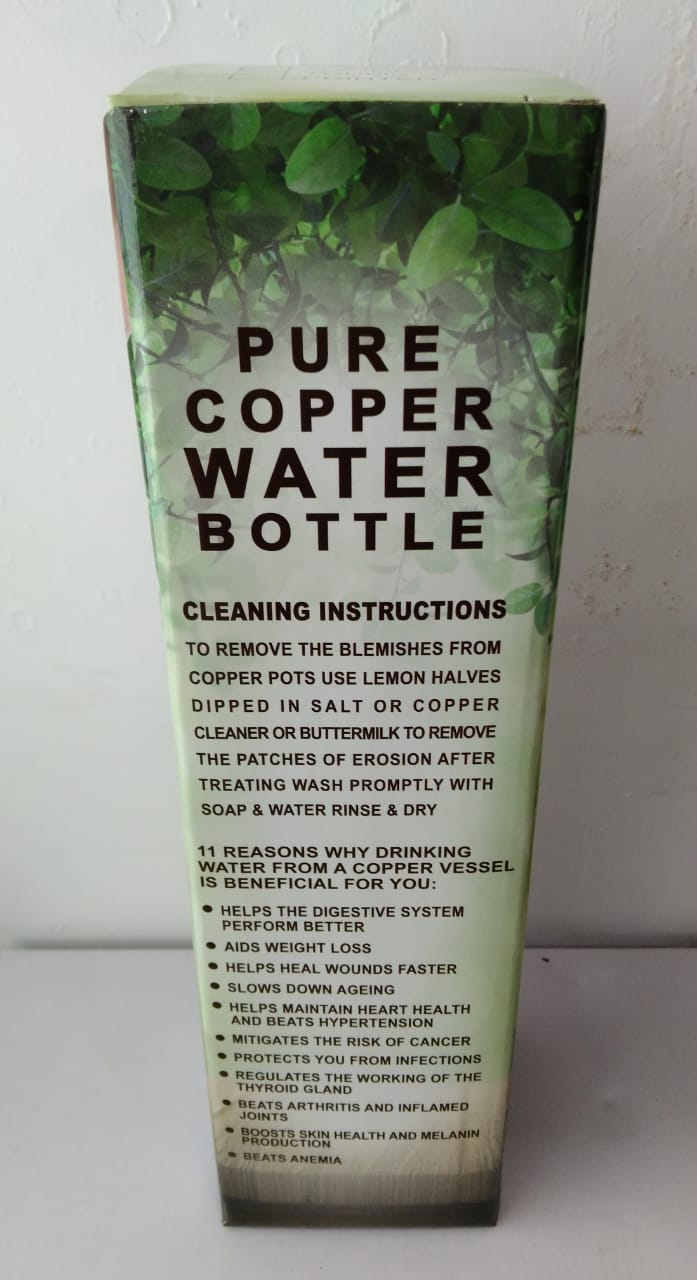 PURE
COPPER
WATER
BOTTLE
CLEANING INSTRUCTIONS
TO REMOVE THE BLEMISHES FROM
COPPER POTS USE LEMON HALVES
DIPPED IN SALT OR COPPER
CLEANER OR BUTTERMILK TO REMOVE
THE PATCHES OF EROSION AFTER
TREATING WASH PROMPTLY WITH
SOAP & WATER RINSE & DRY
11 REASONS WHY DRINKING
WATER FROM A COPPER VESSEL
IS BENEFICIAL FOR YOU:
• HELPS THE DIGESTIVE SYSTEM
PERFORM BETTER
• AIDS WEIGHT LOSS
• HELPS HEAL WOUNDS FASTER
• SLOWS DOWN AGEING
• HELPS MAINTAIN HEART HEALTH
AND BEATS HYPERTENSION
• MITIGATES THE RISK OF CANCER
• PROTECTS YOU FROM INFECTIONS
• REGULATES THE WORKING OF THE
THYROID GLAND
• BEATS ARTHRITIS AND INFLAMED
JOINTS
• BOOSTS SKIN HEALTH AND MELANIN
PRODUCTION
• BEATS ANEMIA